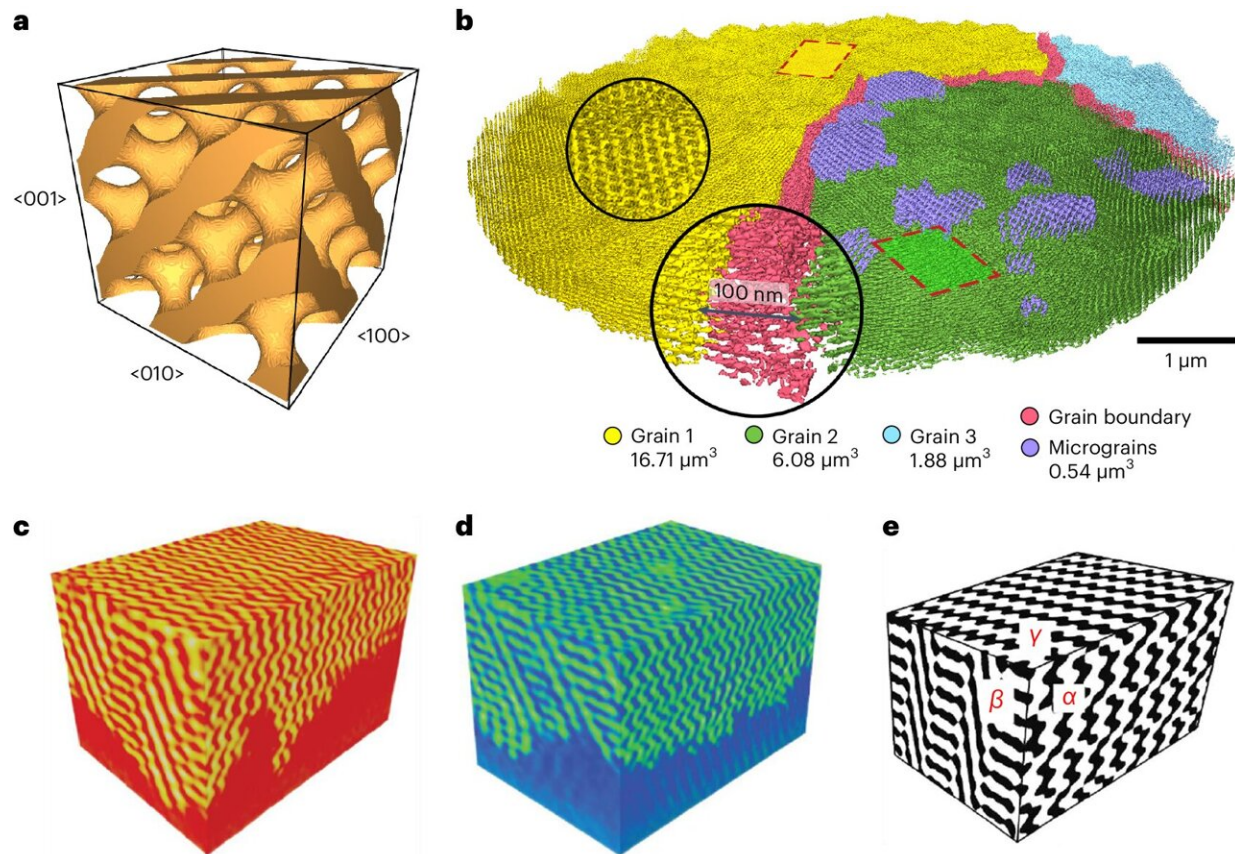 a
<001>
<010>
<100>
b
100 nm
1 µm
Grain 1
16.71 µm³
Grain 2
6.08 µm³
Grain 3
1.88 µm³
Grain boundary
Micrograins
0.54 µm³
c
d
e
γ
β
α